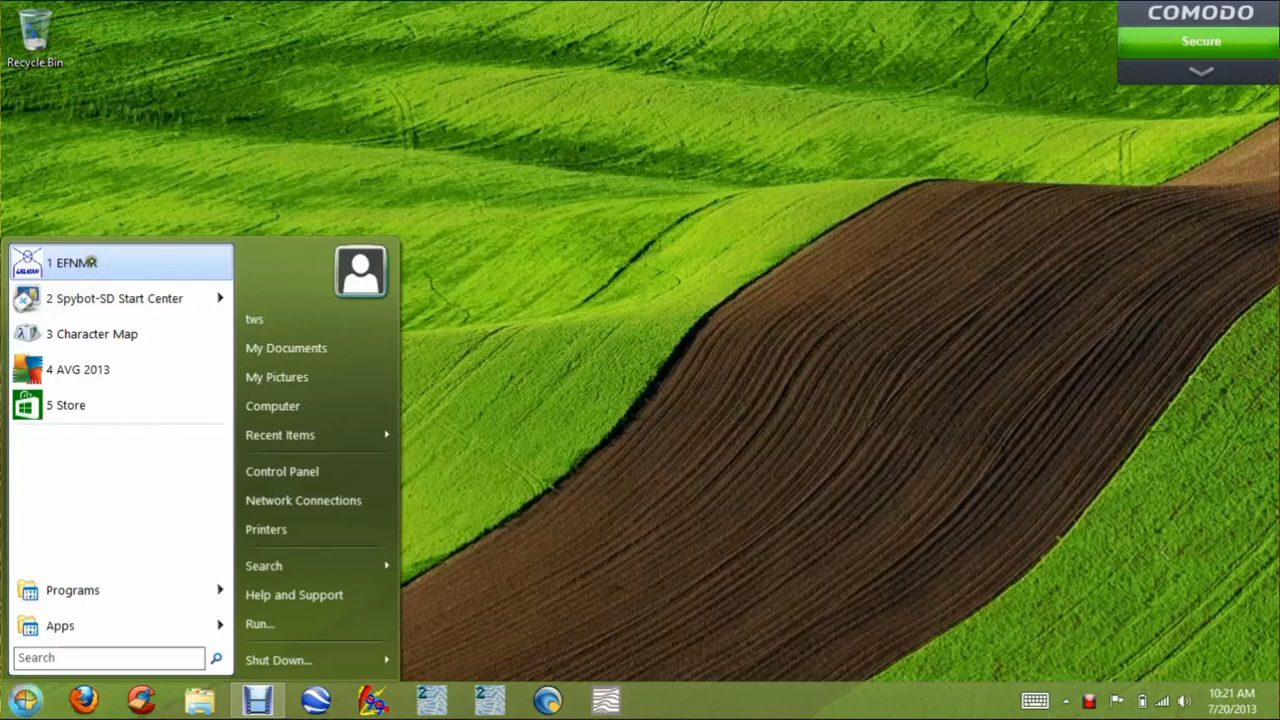 Recycle Bin
COMODO
Secure
1 EFNMR
2 Spybot-SD Start Center
3 Character Map
4 AVG 2013
5 Store
Programs
Apps
Search
tws
My Documents
My Pictures
Computer
Recent Items
Control Panel
Network Connections
Printers
Search
Help and Support
Run...
Shut Down...
10:21 AM
7/20/2013